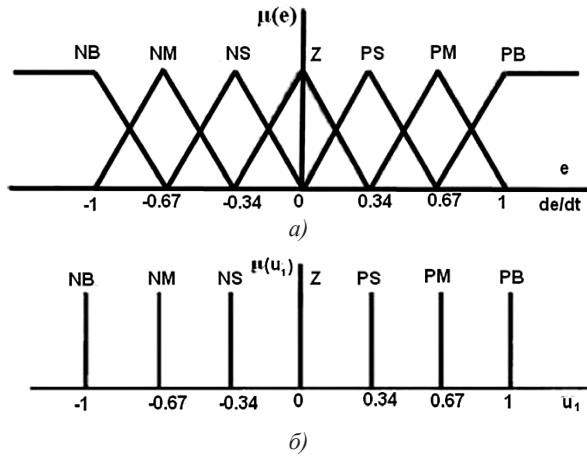 μ(e)
NB NM NS Z PS PM PB
e
-1 -0.67 -0.34 0 0.34 0.67 1 de/dt
а)
μ(u₁)
NB NM NS Z PS PM PB
-1 -0.67 -0.34 0 0.34 0.67 1 u₁
б)